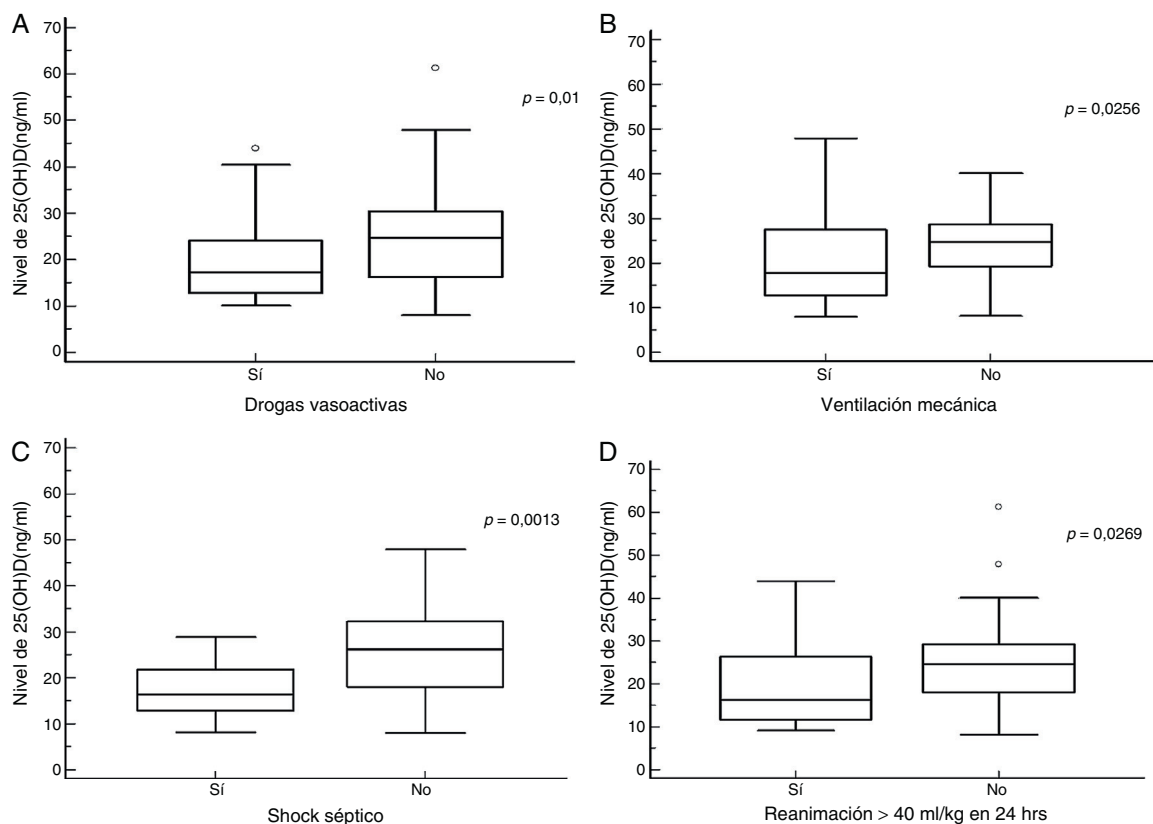 A
Nivel de 25(OH)D(ng/ml)
70
60
50
40
30
20
10
0
p = 0,01
Sí
No
Drogas vasoactivas
B
Nivel de 25(OH)D(ng/ml)
70
60
50
40
30
20
10
0
p = 0,0256
Sí
No
Ventilación mecánica
C
Nivel de 25(OH)D(ng/ml)
70
60
50
40
30
20
10
0
p = 0,0013
Sí
No
Shock séptico
D
Nivel de 25(OH)D(ng/ml)
70
60
50
40
30
20
10
0
p = 0,0269
Sí
No
Reanimación > 40 ml/kg en 24 hrs